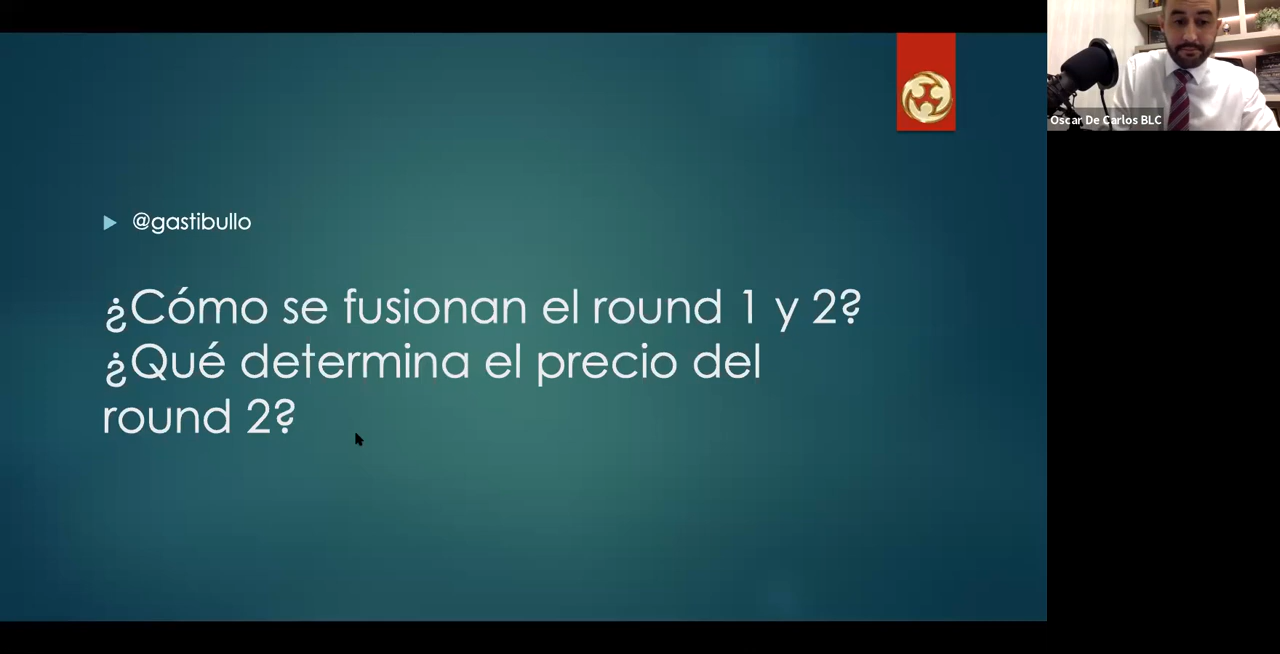 Oscar De Carlos BLC
@gastibullo
¿Cómo se fusionan el round 1 y 2?
¿Qué determina el precio del
round 2?